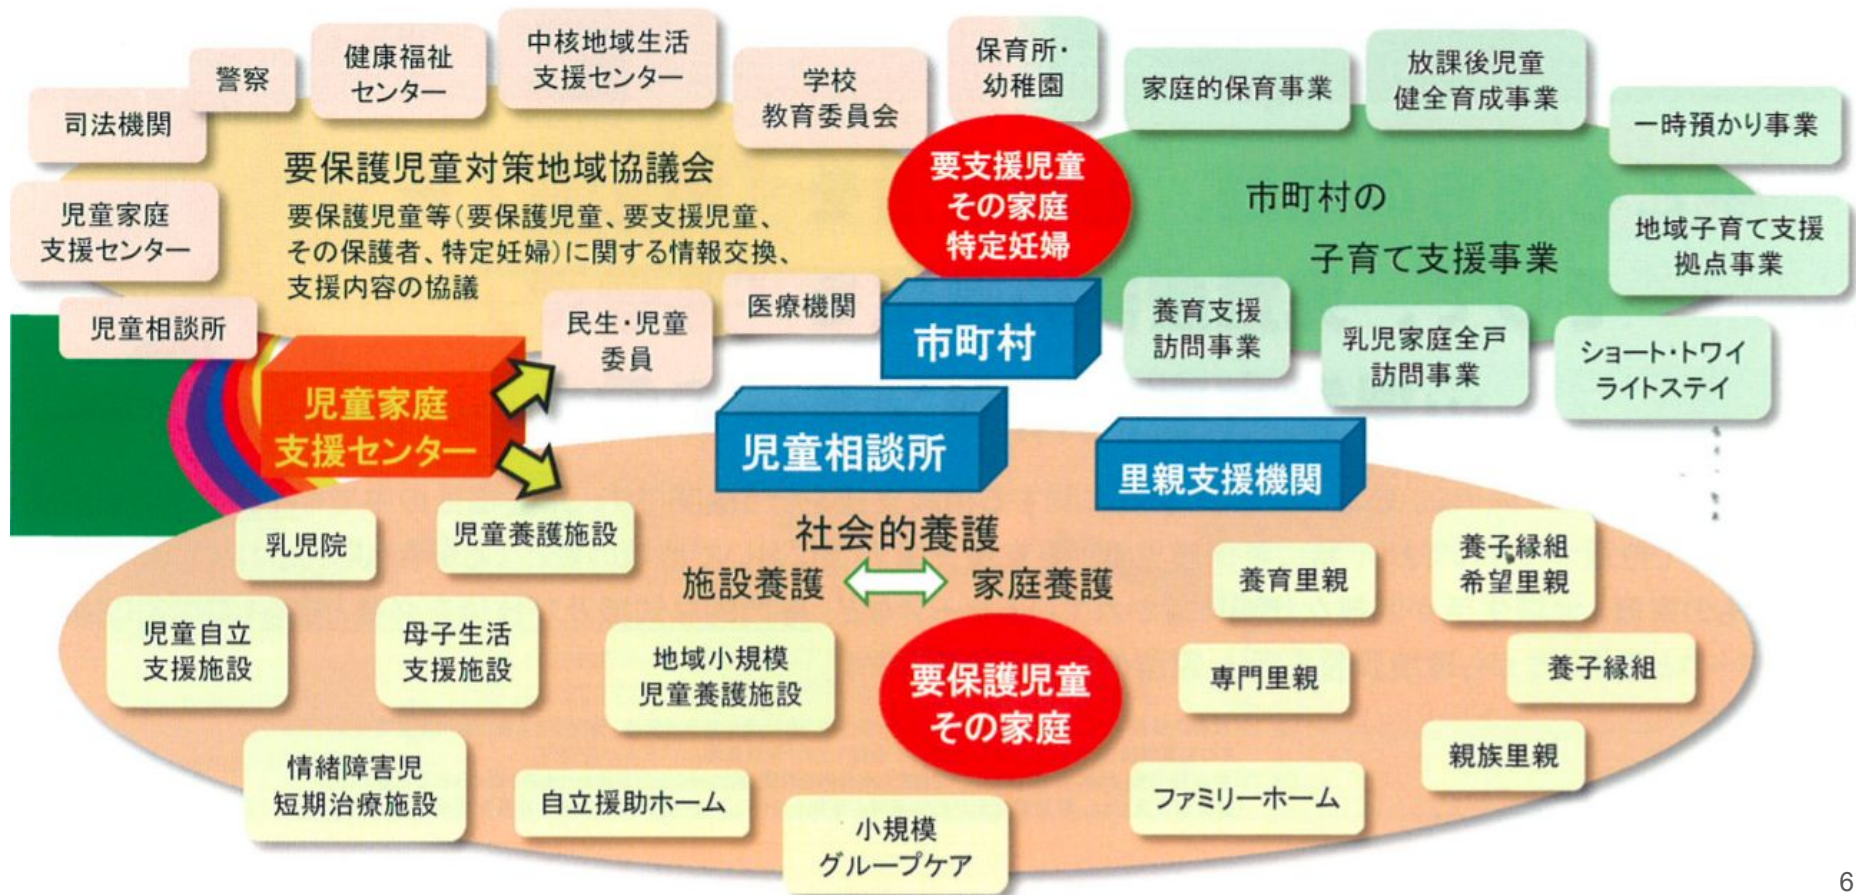 警察
健康福祉
センター
中核地域生活
支援センター
学校
教育委員会
保育所・
幼稚園
家庭的保育事業
放課後児童
健全育成事業
一時預かり事業
司法機関
要保護児童対策地域協議会
要保護児童等(要保護児童、要支援児童、
その保護者、特定妊婦)に関する情報交換、
支援内容の協議
要支援児童
その家庭
特定妊婦
市町村の
子育て支援事業
地域子育て支援
拠点事業
児童家庭
支援センター
児童相談所
民生・児童
委員
医療機関
市町村
養育支援
訪問事業
乳児家庭全戸
訪問事業
ショート・トワイ
ライトステイ
児童家庭
支援センター
児童相談所
里親支援機関
社会的養護
施設養護
家庭養護
乳児院
児童養護施設
養育里親
養子縁組
希望里親
児童自立
支援施設
母子生活
支援施設
地域小規模
児童養護施設
要保護児童
その家庭
専門里親
養子縁組
情緒障害児
短期治療施設
自立援助ホーム
小規模
グループケア
ファミリーホーム
親族里親
6